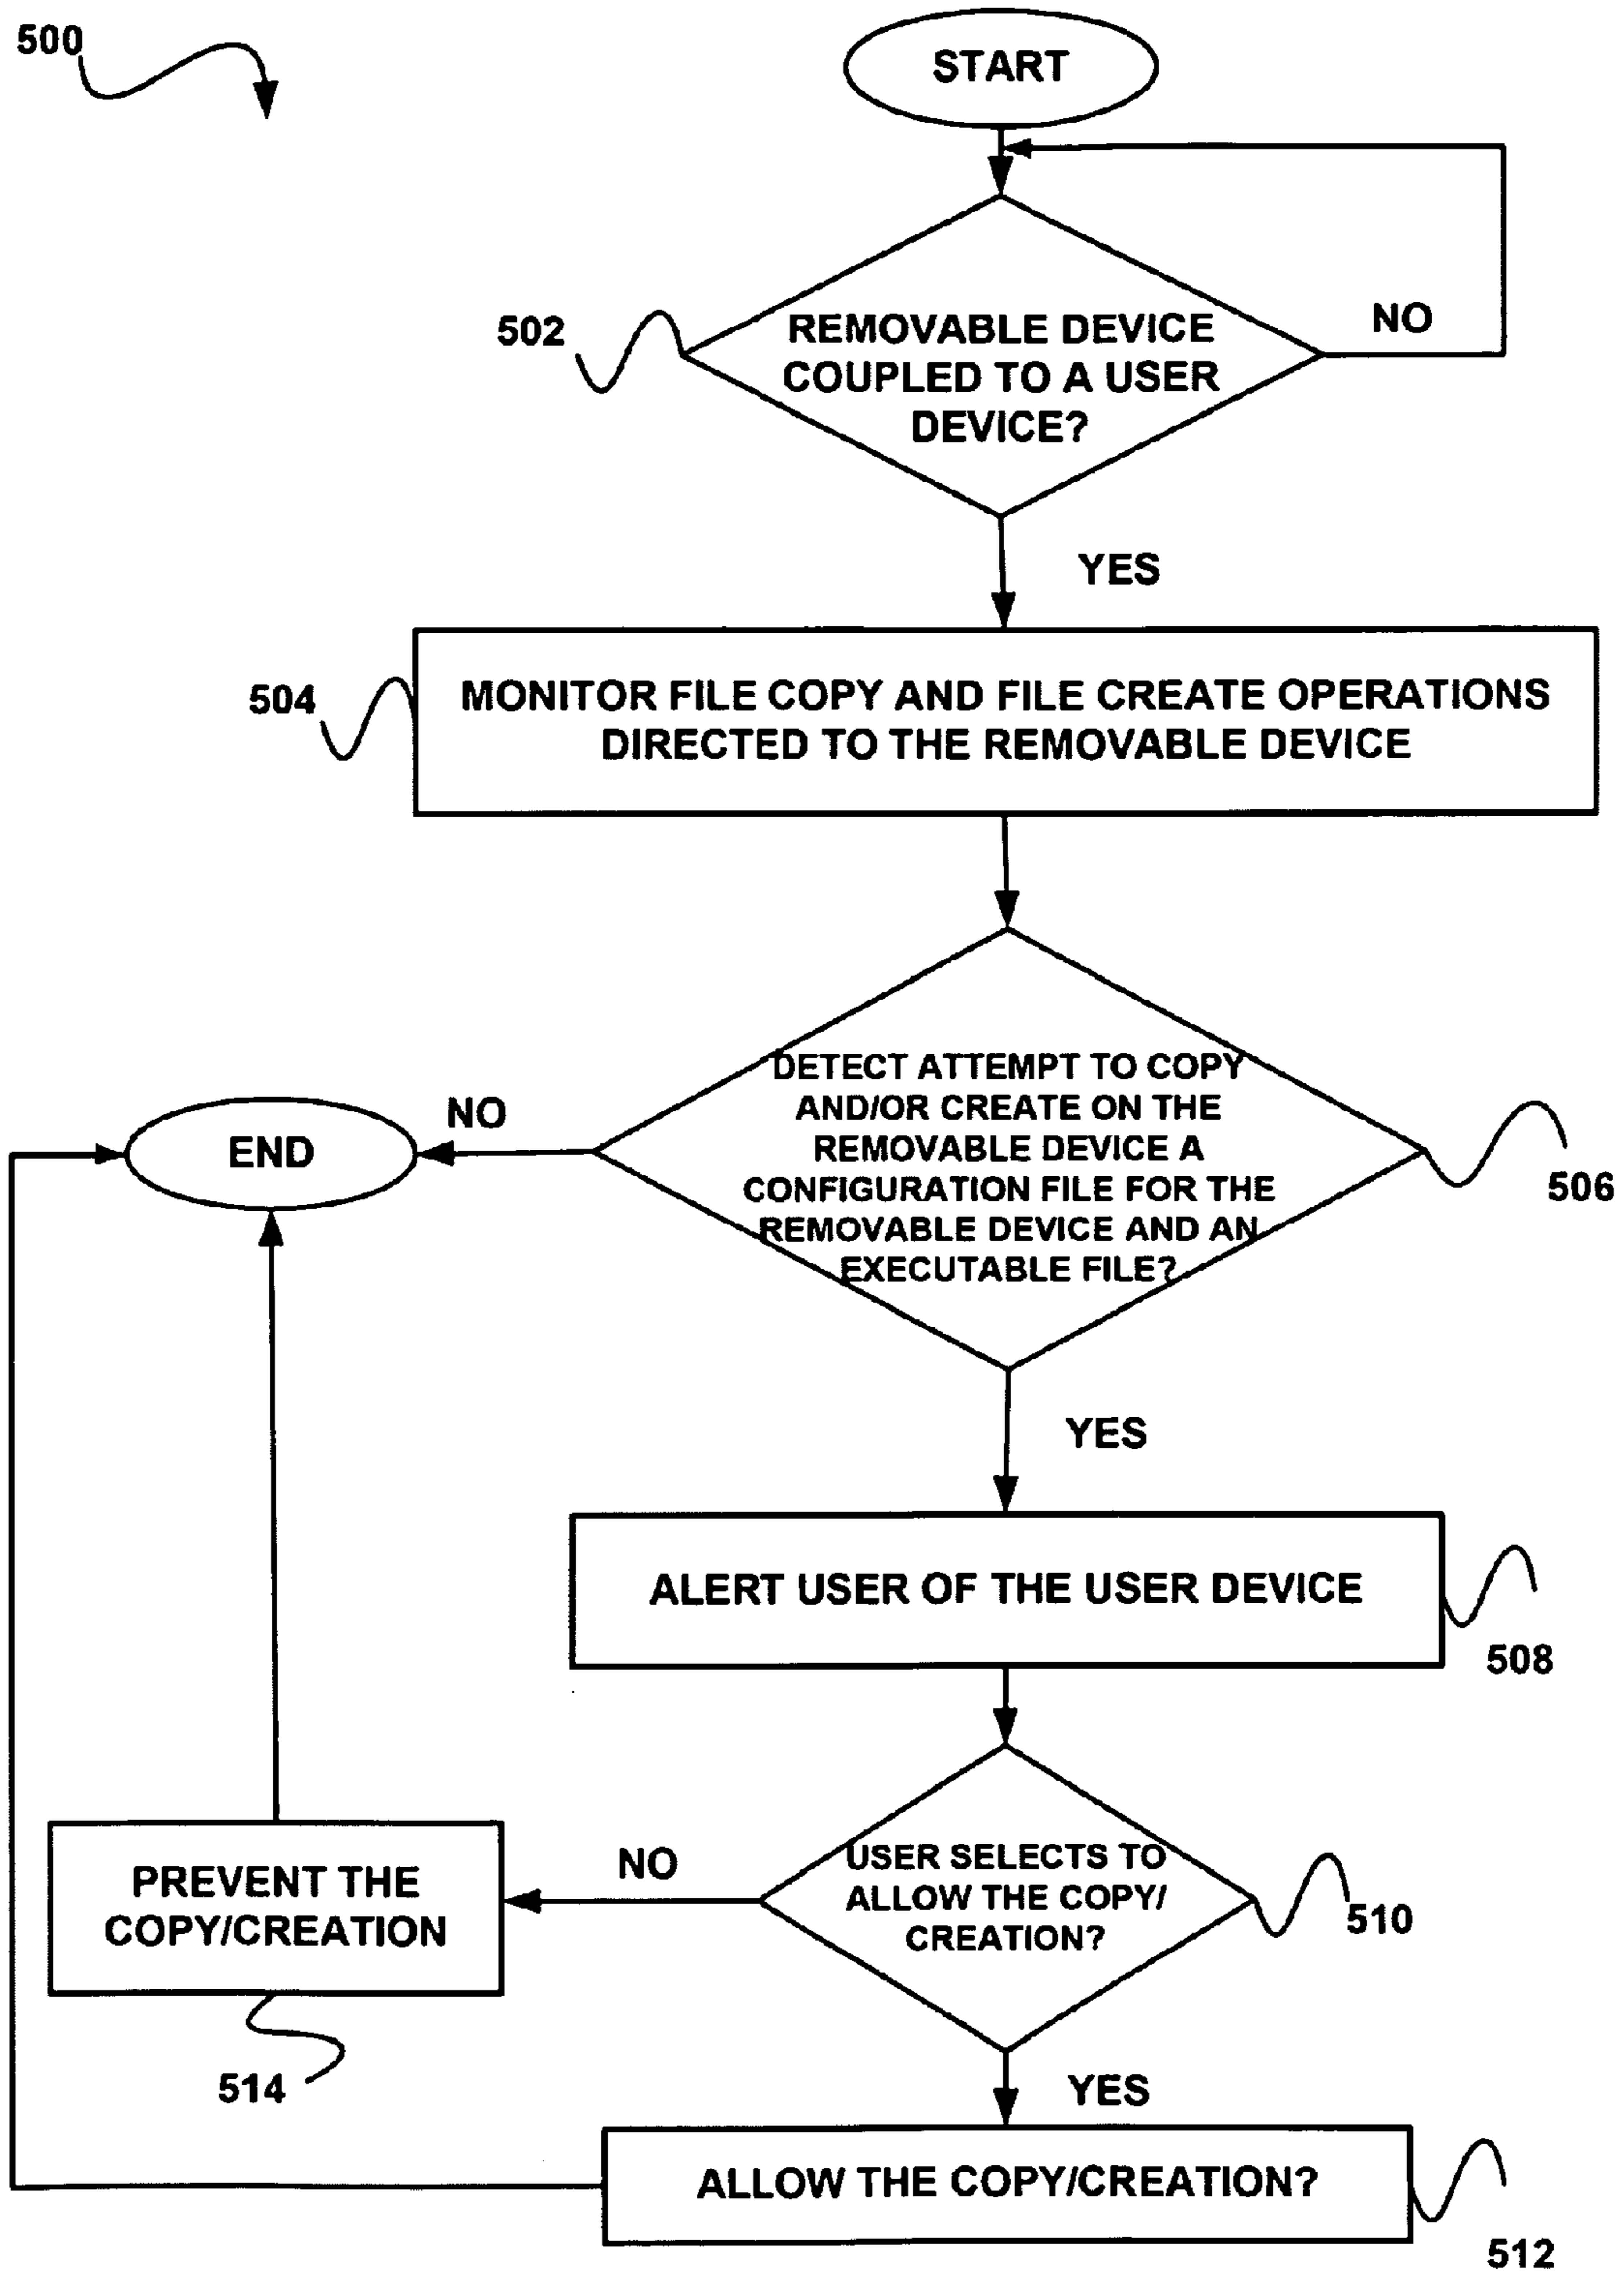 500
START
502
REMOVABLE DEVICE
COUPLED TO A USER
DEVICE?
NO
YES
504
MONITOR FILE COPY AND FILE CREATE OPERATIONS
DIRECTED TO THE REMOVABLE DEVICE
DETECT ATTEMPT TO COPY
AND/OR CREATE ON THE
REMOVABLE DEVICE A
CONFIGURATION FILE FOR THE
REMOVABLE DEVICE AND AN
EXECUTABLE FILE?
506
NO
END
YES
ALERT USER OF THE USER DEVICE
508
USER SELECTS TO
ALLOW THE COPY/
CREATION?
510
NO
PREVENT THE
COPY/CREATION
514
YES
ALLOW THE COPY/CREATION?
512